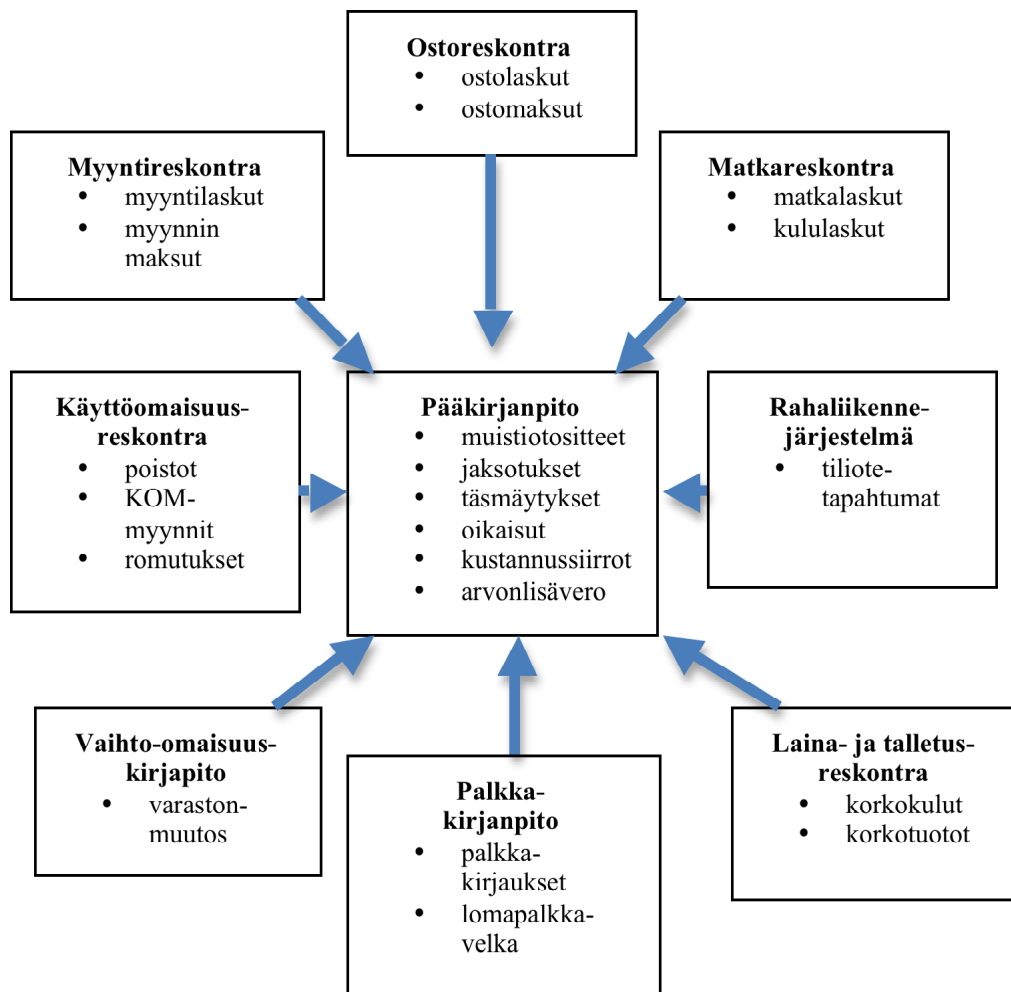 Ostoreskontra
• ostolaskut
• ostomaksut
Myyntireskontra
• myyntilaskut
• myynnin
maksut
Matkareskontra
• matkalaskut
• kululaskut
Käyttöomaisuus-
reskontra
• poistot
• KOM-
myynnit
• romutukset
Pääkirjanpito
• muistiotositteet
• jaksotukset
• täsmäytykset
• oikaisut
• kustannussiirrot
• arvonlisävero
Rahaliikenne-
järjestelmä
• tiliote-
tapahtumat
Vaihto-omaisuus-
kirjapito
• varaston-
muutos
Palkka-
kirjanpito
• palkka-
kirjaukset
• lomapalkka-
velka
Laina- ja talletus-
reskontra
• korkokulut
• korkotuotot